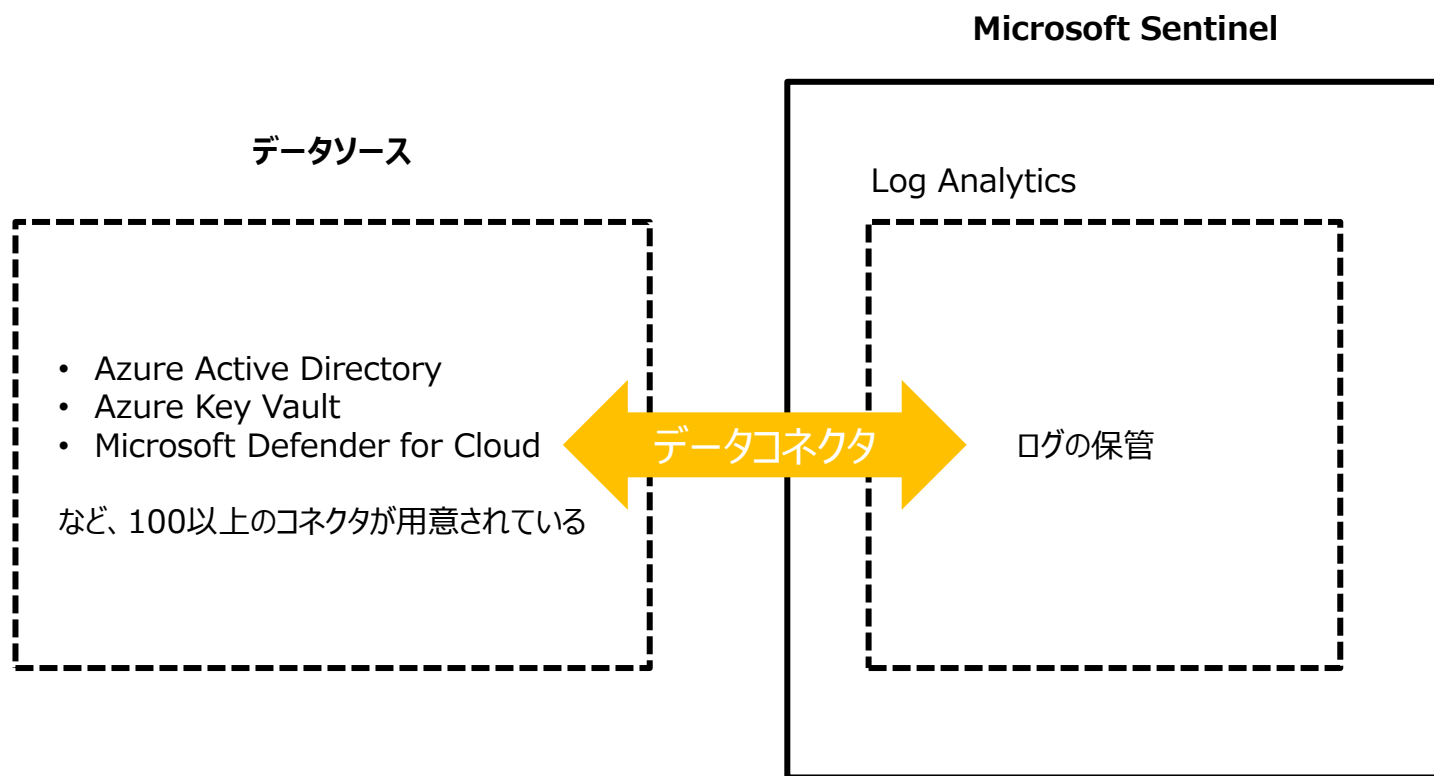 Microsoft Sentinel
データソース
Log Analytics
• Azure Active Directory
• Azure Key Vault
• Microsoft Defender for Cloud
など、100以上のコネクタが用意されている
データコネクタ
ログの保管